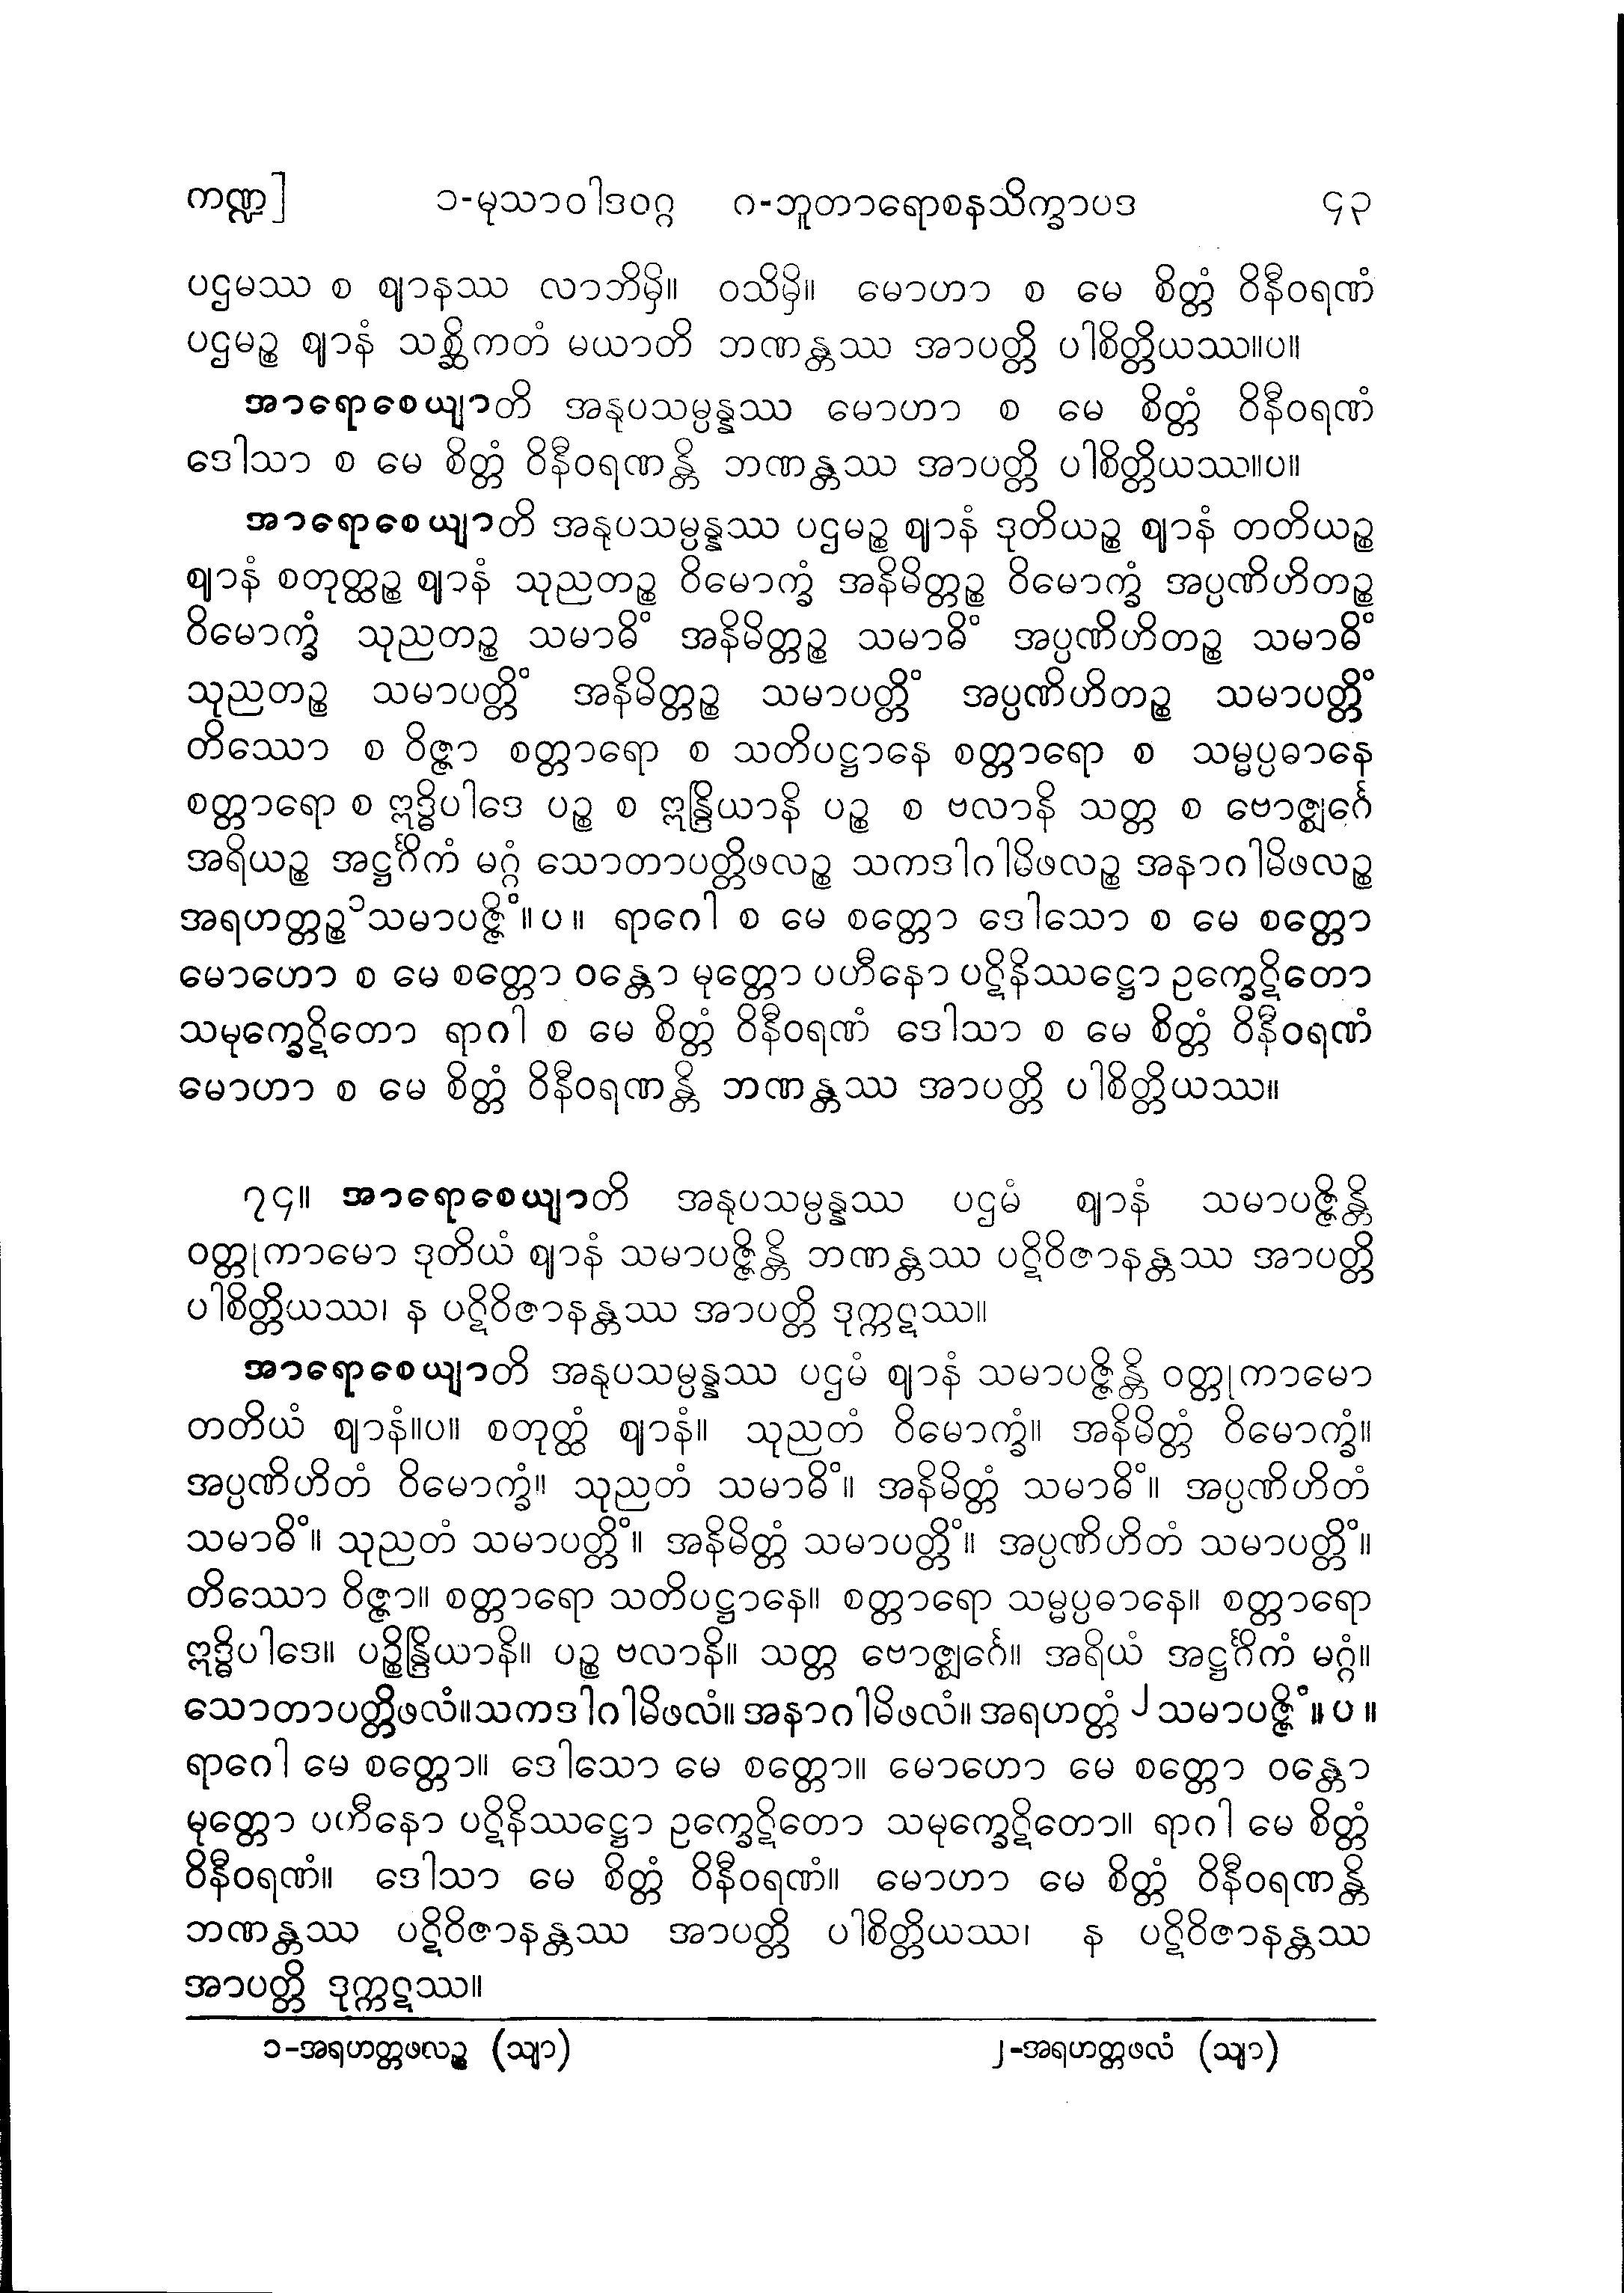 ကဏ္ဍ] ၁-မုသာဝါဒဝဂ္ဂ ဂ-ဘူတာရောစနသိက္ခာပဒ ၄၃
ပဌမဿ စ ဈာနဿ လာဘိမှိ။ ဝသိမှိ။ မောဟာ စ မေ စိတ္တံ ဝိနီဝရဏံ
ပဌမဉ္စ ဈာနံ သစ္ဆိကတံ မယာတိ ဘဏန္တဿ အာပတ္တိ ပါစိတ္တိယဿ။ပ။
အာရောစေယျာတိ အနုပသမ္ပန္နဿ မောဟာ စ မေ စိတ္တံ ဝိနီဝရဏံ
ဒေါသာ စ မေ စိတ္တံ ဝိနီဝရဏန္တိ ဘဏန္တဿ အာပတ္တိ ပါစိတ္တိယဿ။ပ။
အာရောစေယျာတိ အနုပသမ္ပန္နဿ ပဌမဉ္စ ဈာနံ ဒုတိယဉ္စ ဈာနံ တတိယဉ္စ
ဈာနံ စတုတ္ထဉ္စ ဈာနံ သုညတဉ္စ ဝိမောက္ခံ အနိမိတ္တဉ္စ ဝိမောက္ခံ အပ္ပဏိဟိတဉ္စ
ဝိမောက္ခံ သုညတဉ္စ သမာဓိံ အနိမိတ္တဉ္စ သမာဓိံ အပ္ပဏိဟိတဉ္စ သမာဓိံ
သုညတဉ္စ သမာပတ္တိံ အနိမိတ္တဉ္စ သမာပတ္တိံ အပ္ပဏိဟိတဉ္စ သမာပတ္တိံ
တိဿော စ ဝိဇ္ဇာ စတ္တာရော စ သတိပဋ္ဌာနေ စတ္တာရော စ သမ္မပ္ပဓာနေ
စတ္တာရော စ ဣဒ္ဓိပါဒေ ပဉ္စ စ ဣန္ဒြိယာနိ ပဉ္စ စ ဗလာနိ သတ္တ စ ဗောဇ္ဈင်္ဂေ
အရိယဉ္စ အဋ္ဌင်္ဂိကံ မဂ္ဂံ သောတာပတ္တိဖလဉ္စ သကဒါဂါမိဖလဉ္စ အနာဂါမိဖလဉ္စ
အရဟတ္တဉ္စ၁သမာပဇ္ဇိံ။ပ။ ရာဂေါ စ မေ စတ္တော ဒေါသော စ မေ စတ္တော
မောဟော စ မေ စတ္တော ဝန္တော မုတ္တော ပဟီနော ပဋိနိဿဋ္ဌော ဥက္ခေဋိတော
သမုက္ခေဋိတော ရာဂါ စ မေ စိတ္တံ ဝိနီဝရဏံ ဒေါသာ စ မေ စိတ္တံ ဝိနီဝရဏံ
မောဟာ စ မေ စိတ္တံ ဝိနီဝရဏန္တိ ဘဏန္တဿ အာပတ္တိ ပါစိတ္တိယဿ။
၇၄။ အာရောစေယျာတိ အနုပသမ္ပန္နဿ ပဌမံ ဈာနံ သမာပဇ္ဇိန္တိ
ဝတ္တုကာမော ဒုတိယံ ဈာနံ သမာပဇ္ဇိန္တိ ဘဏန္တဿ ပဋိဝိဇာနန္တဿ အာပတ္တိ
ပါစိတ္တိယဿ၊ န ပဋိဝိဇာနန္တဿ အာပတ္တိ ဒုက္ကဋဿ။
အာရောစေယျာတိ အနုပသမ္ပန္နဿ ပဌမံ ဈာနံ သမာပဇ္ဇိန္တိ ဝတ္တုကာမော
တတိယံ ဈာနံ။ပ။ စတုတ္ထံ ဈာနံ။ သုညတံ ဝိမောက္ခံ။ အနိမိတ္တံ ဝိမောက္ခံ။
အပ္ပဏိဟိတံ ဝိမောက္ခံ။ သုညတံ သမာဓိံ။ အနိမိတ္တံ သမာဓိံ။ အပ္ပဏိဟိတံ
သမာဓိံ။ သုညတံ သမာပတ္တိံ။ အနိမိတ္တံ သမာပတ္တိံ။ အပ္ပဏိဟိတံ သမာပတ္တိံ။
တိဿော ဝိဇ္ဇာ။ စတ္တာရော သတိပဋ္ဌာနေ။ စတ္တာရော သမ္မပ္ပဓာနေ။ စတ္တာရော
ဣဒ္ဓိပါဒေ။ ပဉ္စိန္ဒြိယာနိ။ ပဉ္စ ဗလာနိ။ သတ္တ ဗောဇ္ဈင်္ဂေ။ အရိယံ အဋ္ဌင်္ဂိကံ မဂ္ဂံ။
သောတာပတ္တိဖလံ။သကဒါဂါမိဖလံ။အနာဂါမိဖလံ။အရဟတ္တံ ၂သမာပဇ္ဇိံ။ပ။
ရာဂေါ မေ စတ္တော။ ဒေါသော မေ စတ္တော။ မောဟော မေ စတ္တော ဝန္တော
မုတ္တော ပဟီနော ပဋိနိဿဋ္ဌော ဥက္ခေဋိတော သမုက္ခေဋိတော။ ရာဂါ မေ စိတ္တံ
ဝိနီဝရဏံ။ ဒေါသာ မေ စိတ္တံ ဝိနီဝရဏံ။ မောဟာ မေ စိတ္တံ ဝိနီဝရဏန္တိ
ဘဏန္တဿ ပဋိဝိဇာနန္တဿ အာပတ္တိ ပါစိတ္တိယဿ၊ န ပဋိဝိဇာနန္တဿ
အာပတ္တိ ဒုက္ကဋဿ။
၁-အရဟတ္တဖလဉ္စ (သျာ) ၂-အရဟတ္တဖလံ (သျာ)